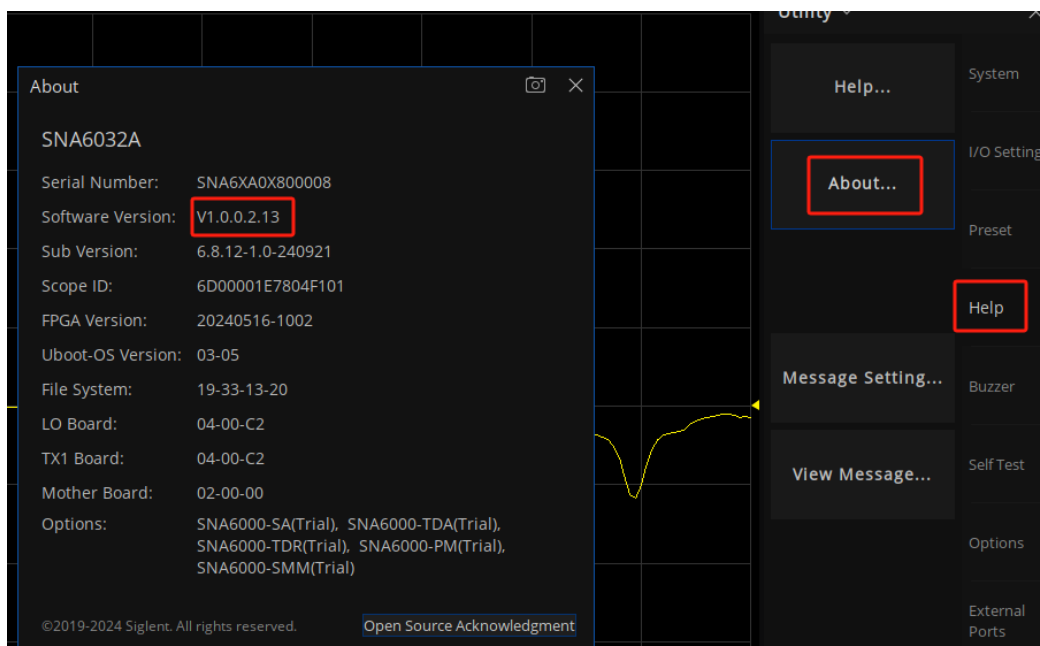 Utility
About
SNA6032A
Serial Number: SNA6XA0X800008
Software Version: V1.0.0.2.13
Sub Version: 6.8.12-1.0-240921
Scope ID: 6D00001E7804F101
FPGA Version: 20240516-1002
Uboot-OS Version: 03-05
File System: 19-33-13-20
LO Board: 04-00-C2
TX1 Board: 04-00-C2
Mother Board: 02-00-00
Options: SNA6000-SA(Trial), SNA6000-TDA(Trial),
SNA6000-TDR(Trial), SNA6000-PM(Trial),
SNA6000-SMM(Trial)
©2019-2024 Siglent. All rights reserved.
Open Source Acknowledgment
Help...
About...
Message Setting...
View Message...
System
I/O Setting
Preset
Help
Buzzer
Self Test
Options
External
Ports